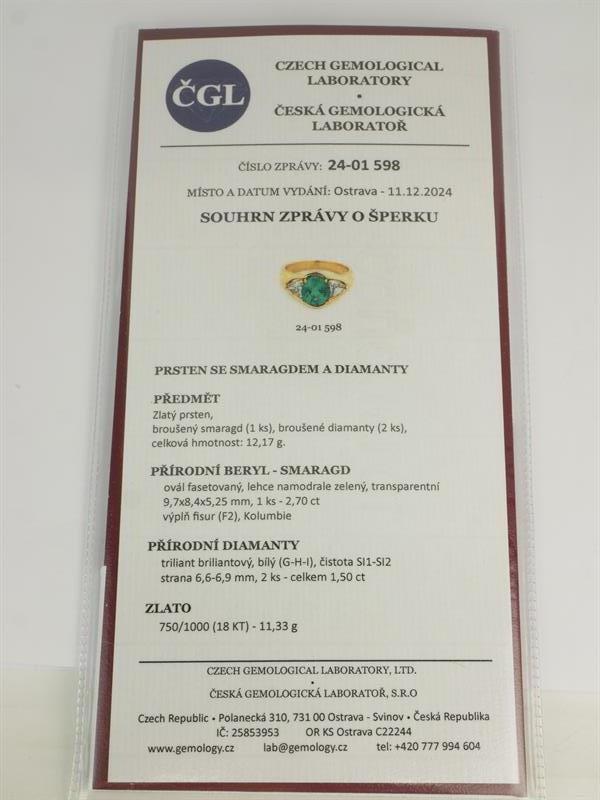 ČGL
CZECH GEMOLOGICAL
LABORATORY
•
ČESKÁ GEMOLOGICKÁ
LABORATOŘ
ČÍSLO ZPRÁVY: 24-01 598
MÍSTO A DATUM VYDÁNÍ: Ostrava - 11.12.2024
SOUHRN ZPRÁVY O ŠPERKU
24-01 598
PRSTEN SE SMARAGDEM A DIAMANTY
PŘEDMĚT
Zlatý prsten,
broušený smaragd (1 ks), broušené diamanty (2 ks),
celková hmotnost: 12,17 g.
PŘÍRODNÍ BERYL - SMARAGD
ovál fasetovaný, lehce namodrale zelený, transparentní
9,7x8,4x5,25 mm, 1 ks - 2,70 ct
výplň fisur (F2), Kolumbie
PŘÍRODNÍ DIAMANTY
triliant briliantový, bílý (G-H-I), čistota SI1-SI2
strana 6,6-6,9 mm, 2 ks - celkem 1,50 ct
ZLATO
750/1000 (18 KT) - 11,33 g
CZECH GEMOLOGICAL LABORATORY, LTD.
•
ČESKÁ GEMOLOGICKÁ LABORATOŘ, S.R.O
Czech Republic • Polanecká 310, 731 00 Ostrava - Svinov • Česká Republika
IČ: 25853953 OR KS Ostrava C22244
www.gemology.cz lab@gemology.cz tel: +420 777 994 604